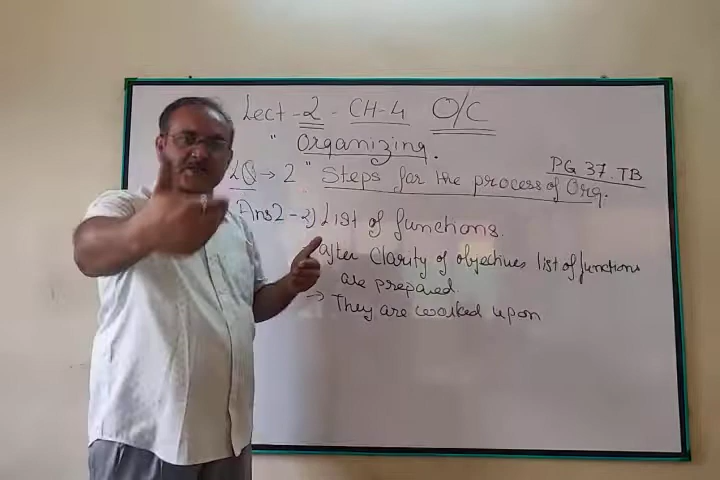 Lect - 2 - CH-4 O/C
" Organizing.
PG 37. TB
LQ → 2 " Steps for the process of Org.
Ans2 - 2) List of functions.
after Clarity of objectives list of functions
are prepared.
→ They are worked upon